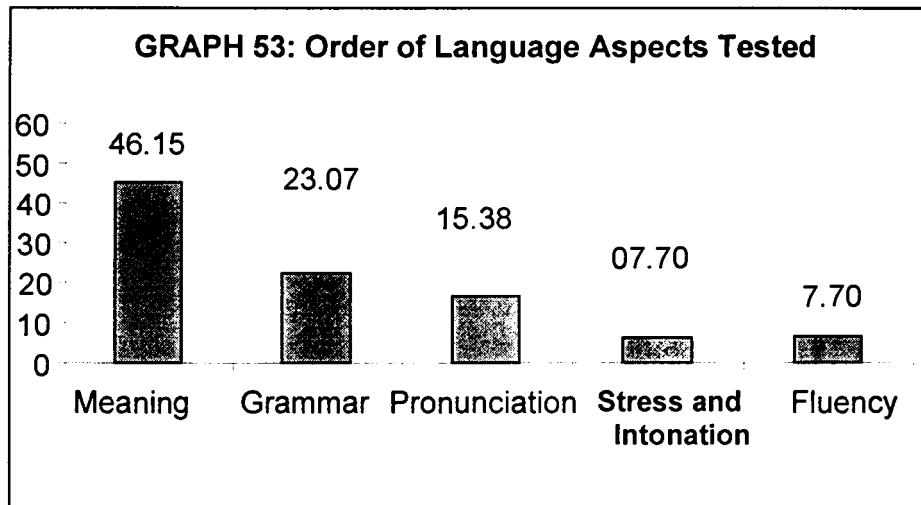 GRAPH 53: Order of Language Aspects Tested
60
50
40
30
20
10
0
46.15
23.07
15.38
07.70
7.70
Meaning
Grammar
Pronunciation
Stress and
Intonation
Fluency